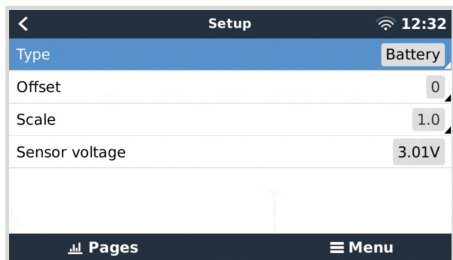 Setup 12:32
Type Battery
Offset 0
Scale 1.0
Sensor voltage 3.01V
Pages Menu